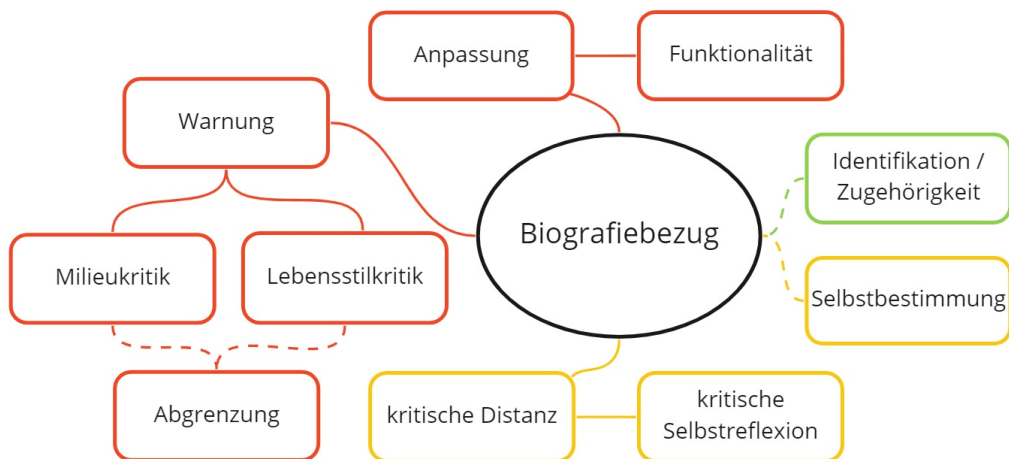 Anpassung
Funktionalität
Warnung
Identifikation /
Zugehörigkeit
Biografiebezug
Milieukritik
Lebensstilkritik
Selbstbestimmung
Abgrenzung
kritische Distanz
kritische
Selbstreflexion